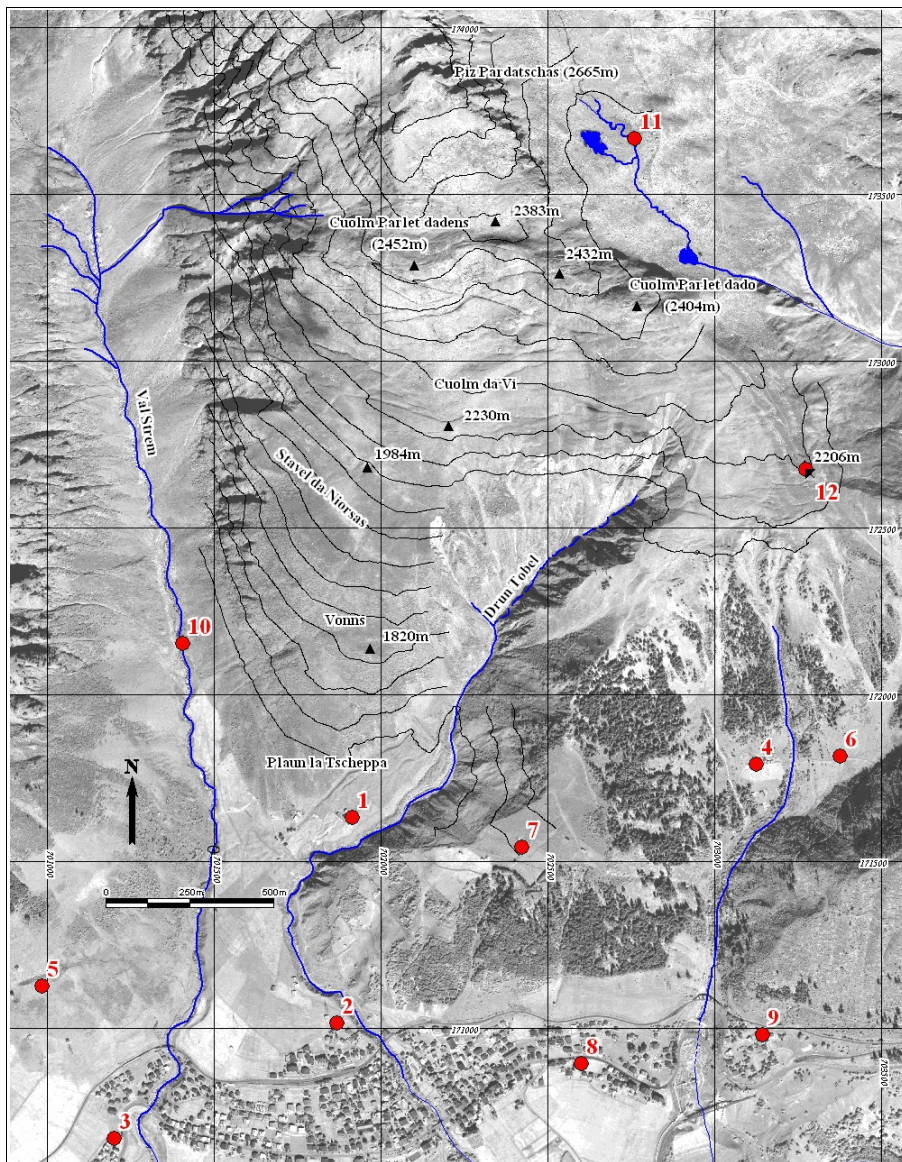 174000
Piz Pardatschas (2665m)
11
173500
2383m
Cuolm Parlet dadens
(2452m)
2432m
Cuolm Parlet dado
(2404m)
173000
Cuolm da Vi
Val Strem
2230m
1984m
2206m
12
Stavel da Niorsas
172500
Drun Tobel
Vonns
10
1820m
172000
4
6
Plaun la Tscheppa
N
1
7
701000
701500
702000
702500
703000
171500
0
250m
500m
5
2
171000
9
8
703500
3